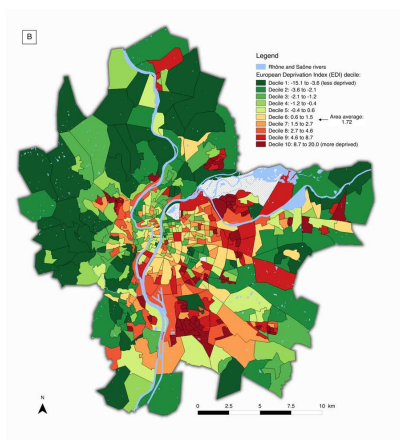 B
Legend
Rhône and Saône rivers
European Deprivation Index (EDI) decile:
Decile 1: -15.1 to -3.6 (less deprived)
Decile 2: -3.6 to -2.1
Decile 3: -2.1 to -1.2
Decile 4: -1.2 to -0.4
Decile 5: -0.4 to 0.6
Decile 6: 0.6 to 1.5
Area average:
1.72
Decile 7: 1.5 to 2.7
Decile 8: 2.7 to 4.6
Decile 9: 4.6 to 8.7
Decile 10: 8.7 to 20.0 (more deprived)
N
0 2.5 5 7.5 10 km